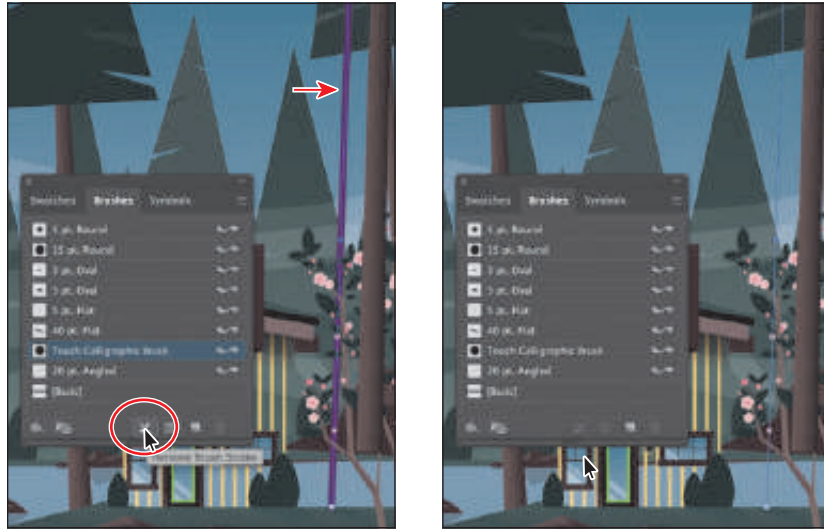 Swatches Brushes Symbols
5 pt. Round
15 pt. Round
3 pt. Oval
5 pt. Oval
5 pt. Flat
40 pt. Flat
Touch Calligraphic Brush
20 pt. Angled
[Basic]
Swatches Brushes Symbols
5 pt. Round
15 pt. Round
3 pt. Oval
5 pt. Oval
5 pt. Flat
40 pt. Flat
Touch Calligraphic Brush
20 pt. Angled
[Basic]